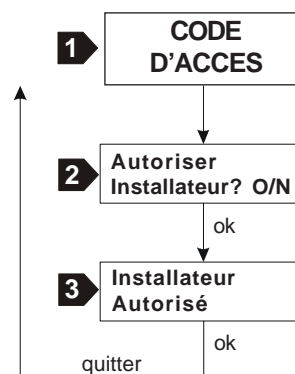 1
CODE
D'ACCES
2
Autoriser
Installateur? O/N
ok
3
Installateur
Autorisé
ok
quitter